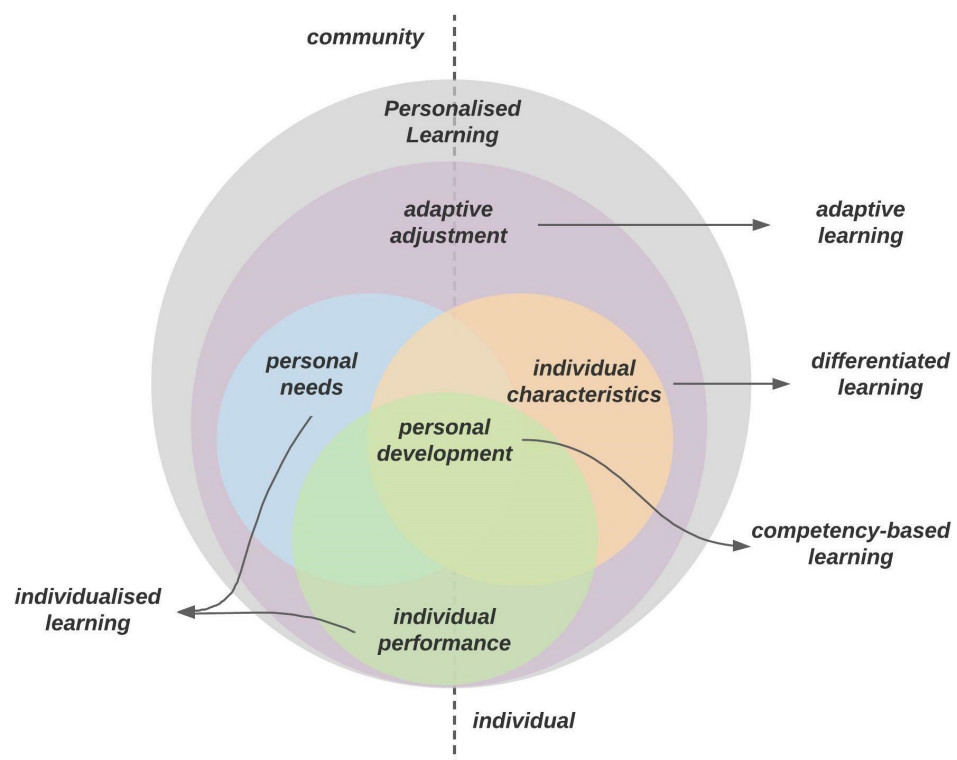 community
Personalised
Learning
adaptive
adjustment
adaptive
learning
personal
needs
individual
characteristics
differentiated
learning
personal
development
competency-based
learning
individualised
learning
individual
performance
individual